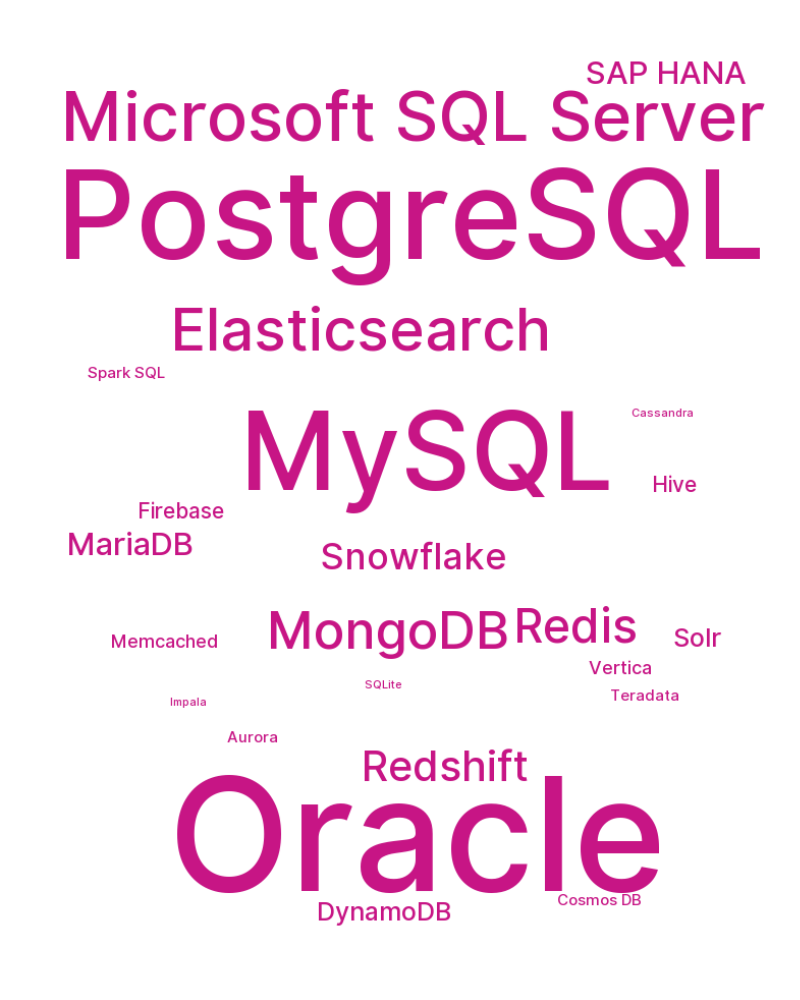 SAP HANA
Microsoft SQL Server
PostgreSQL
Elasticsearch
Spark SQL
Cassandra
MySQL
Hive
Firebase
MariaDB
Snowflake
MongoDB
Redis
Solr
Memcached
Vertica
SQLite
Teradata
Impala
Aurora
Redshift
Oracle
Cosmos DB
DynamoDB